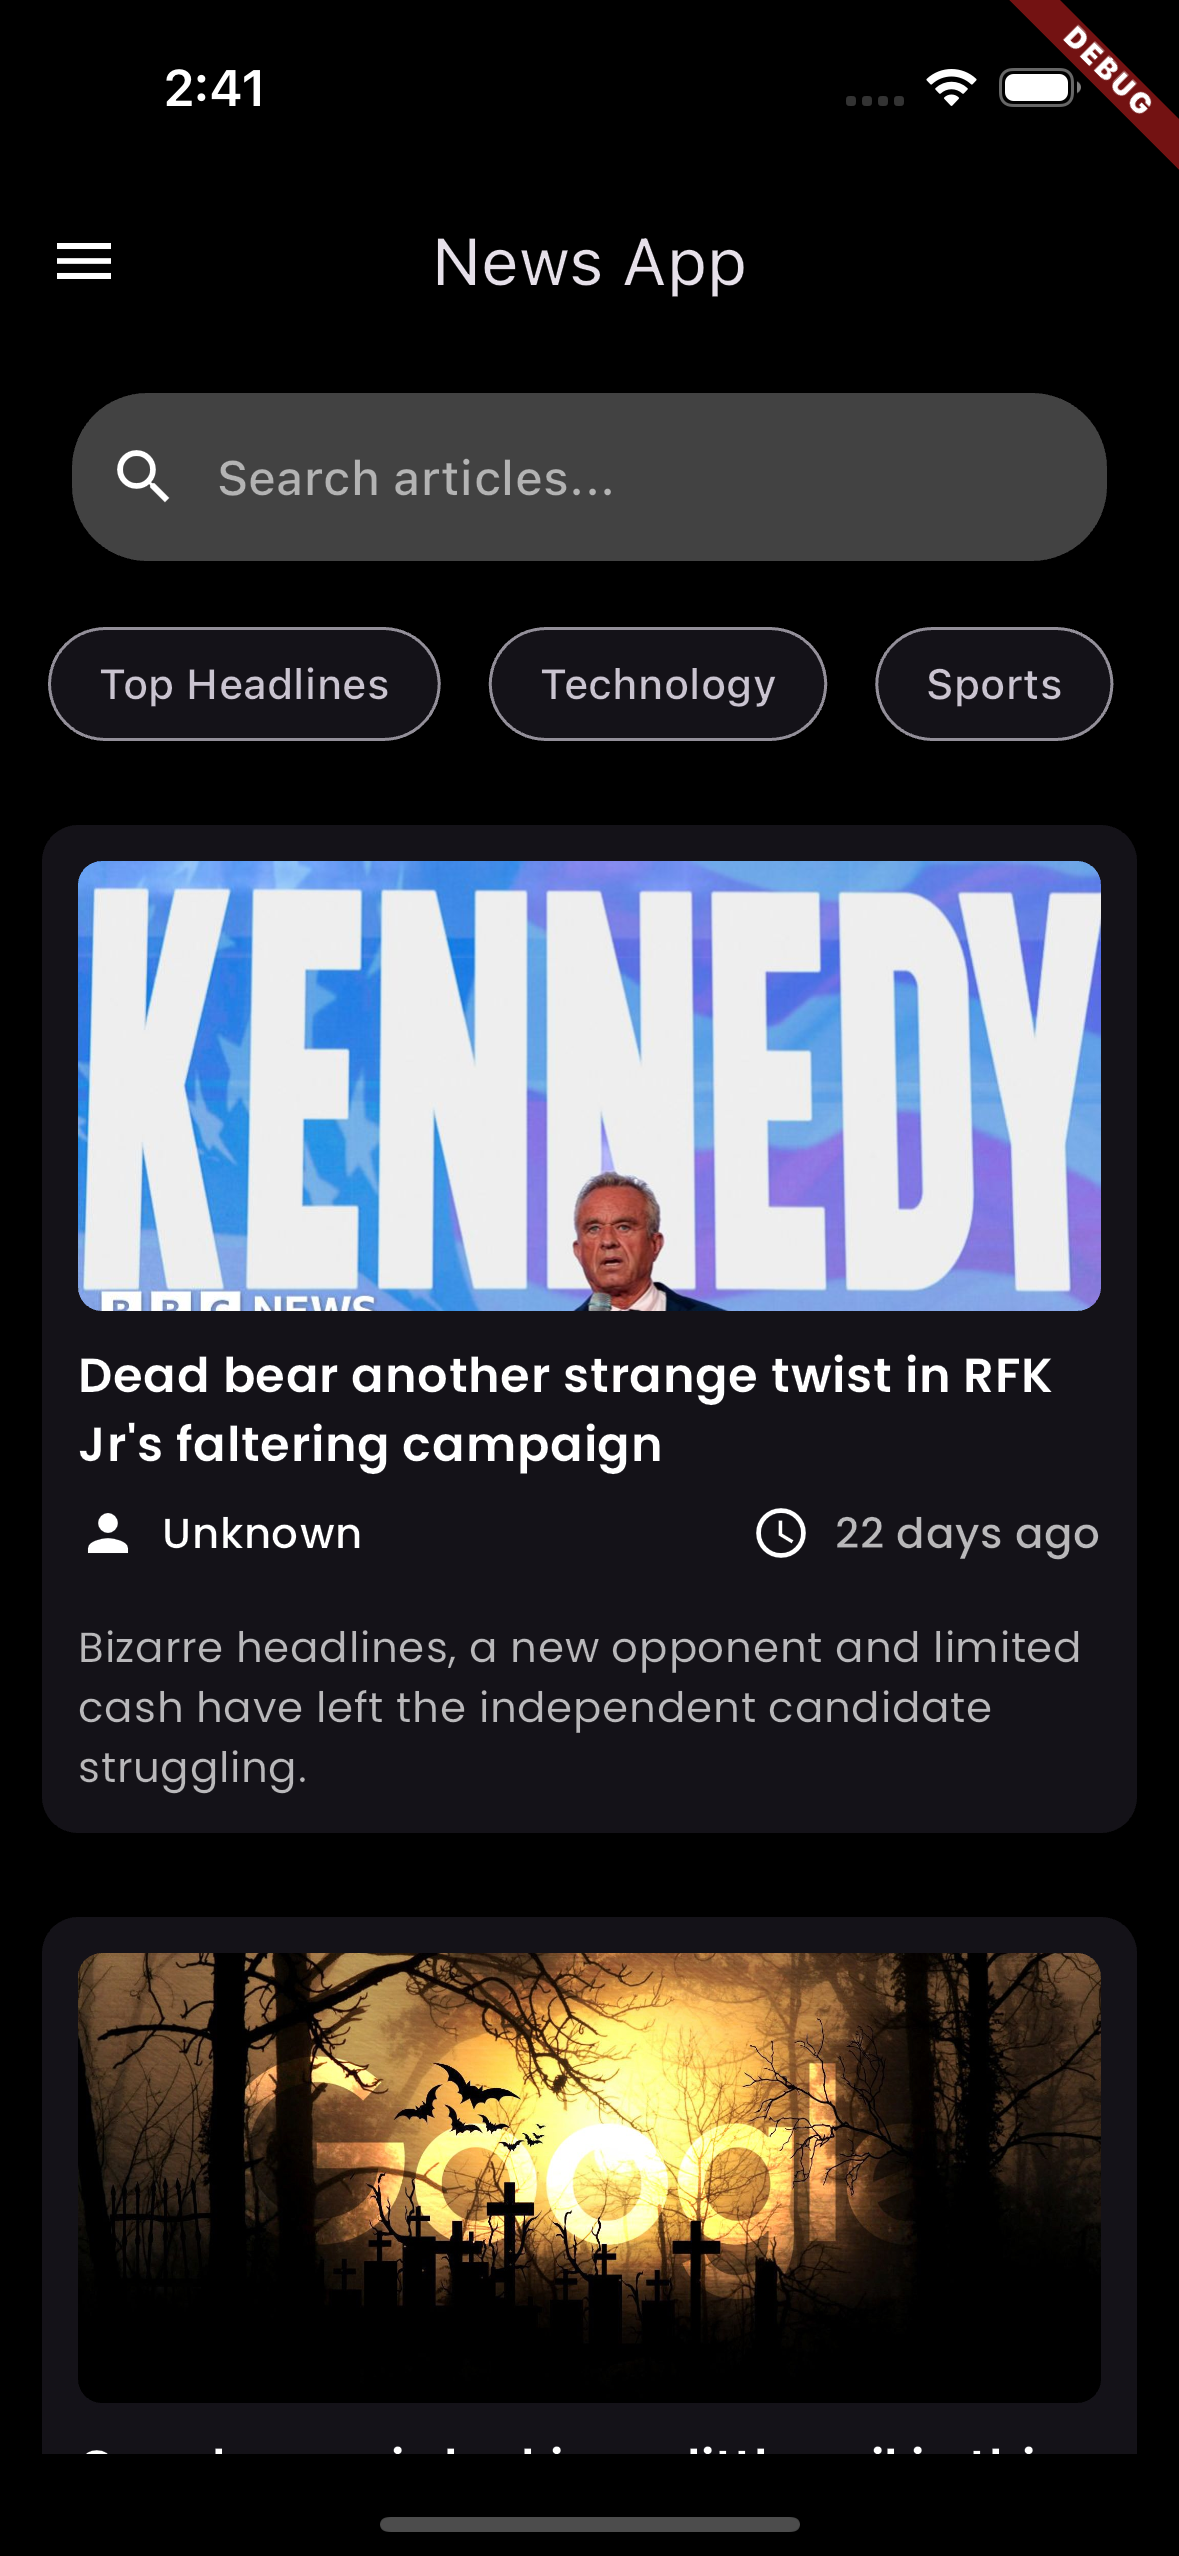 2:41
DEBUG
News App
Search articles...
Top Headlines
Technology
Sports
KENNEDY
BBC NEWS
Dead bear another strange twist in RFK
Jr's faltering campaign
Unknown
22 days ago
Bizarre headlines, a new opponent and limited
cash have left the independent candidate
struggling.
Google